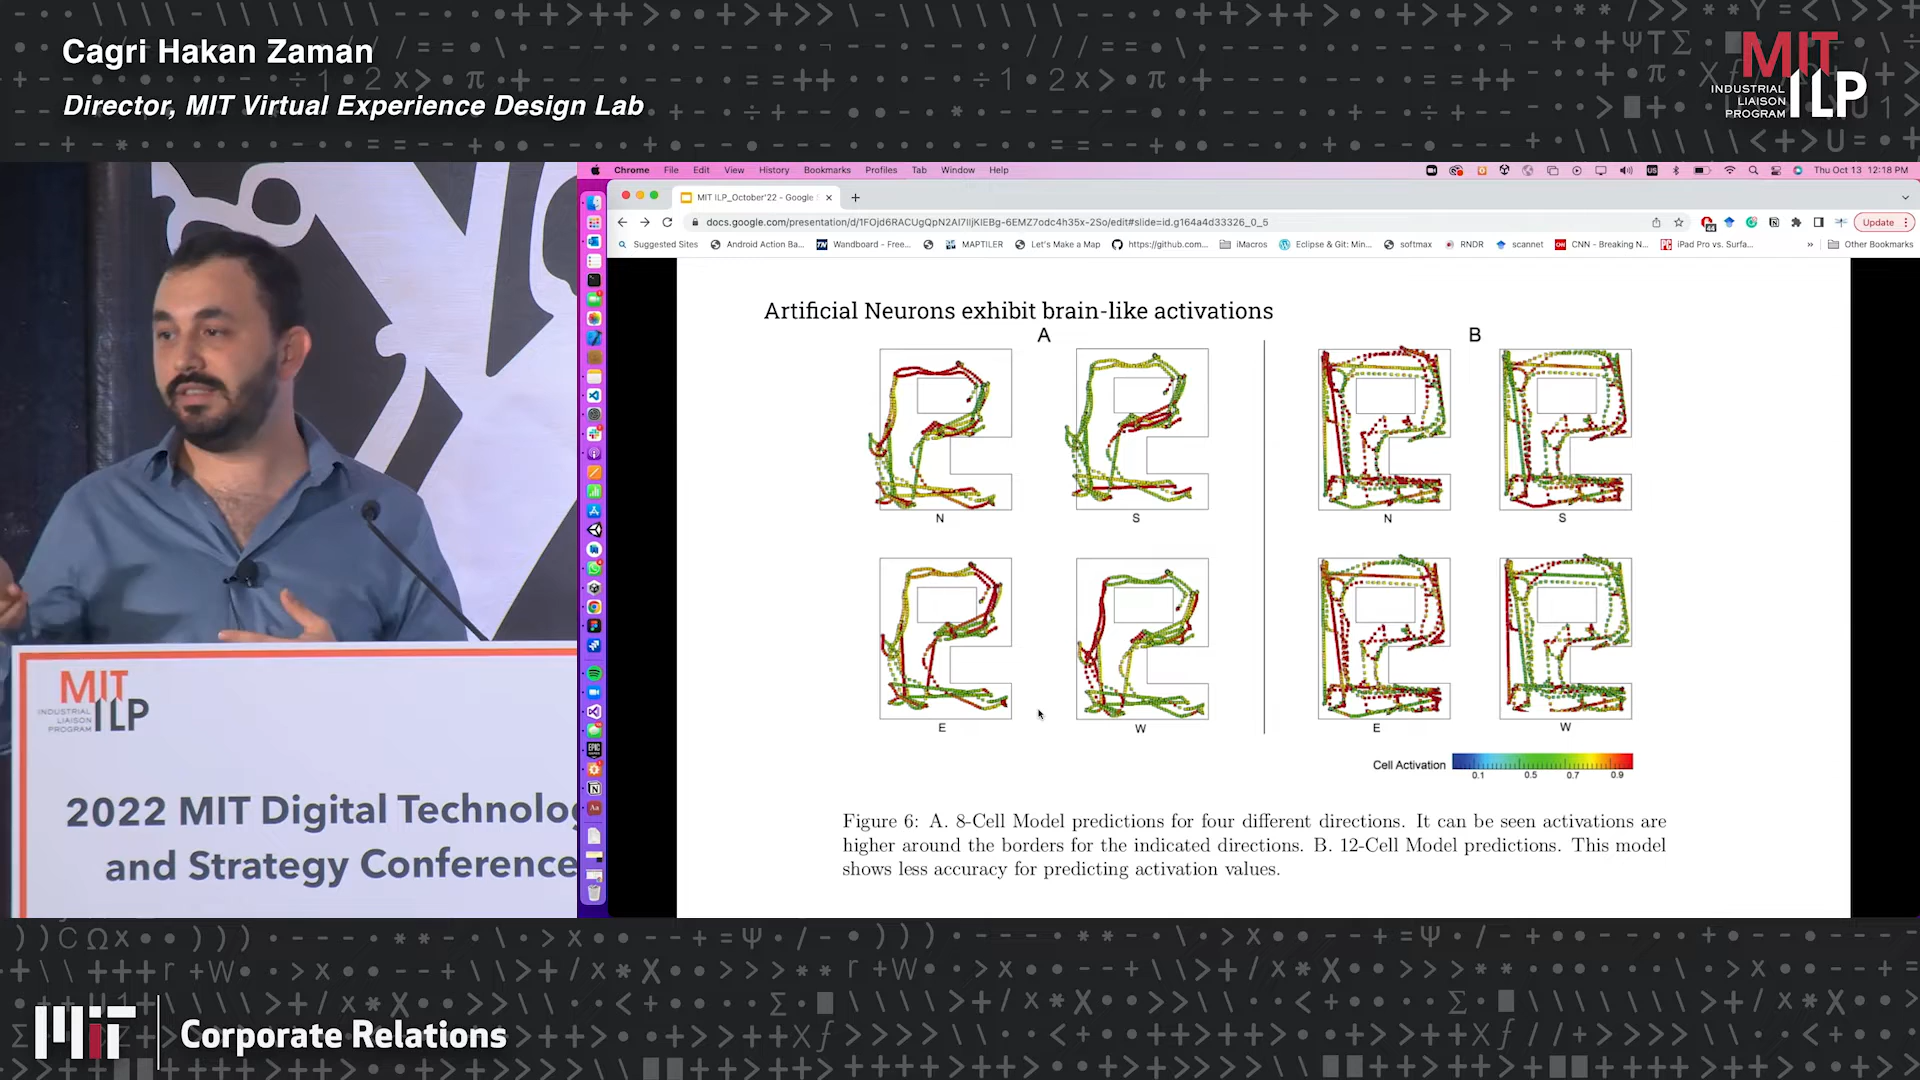 Cagri Hakan Zaman
Director, MIT Virtual Experience Design Lab
MIT
INDUSTRIAL
LIAISON
PROGRAM
ILP
Chrome File Edit View History Bookmarks Profiles Tab Window Help
Thu Oct 13 12:18 PM
MIT ILP_October'22 - Google
docs.google.com/presentation/d/1FOjd6RACUgQpN2AI7IIjKIEBg-6EMZ7odc4h35x-2So/edit#slide=id.g164a4d33326_0_5
Update
Suggested Sites Android Action Ba... Wandboard - Free... MAPTILER Let's Make a Map https://github.com... iMacros Eclipse & Git: Min... softmax RNDR scannet CNN - Breaking N... iPad Pro vs. Surfa... » Other Bookmarks
Artificial Neurons exhibit brain-like activations
A
B
N
S
N
S
E
W
E
W
Cell Activation
0.1 0.5 0.7 0.9
Figure 6: A. 8-Cell Model predictions for four different directions. It can be seen activations are
higher around the borders for the indicated directions. B. 12-Cell Model predictions. This model
shows less accuracy for predicting activation values.
MIT
INDUSTRIAL
LIAISON
PROGRAM
ILP
2022 MIT Digital Technolog
and Strategy Conference
MIT
Corporate Relations